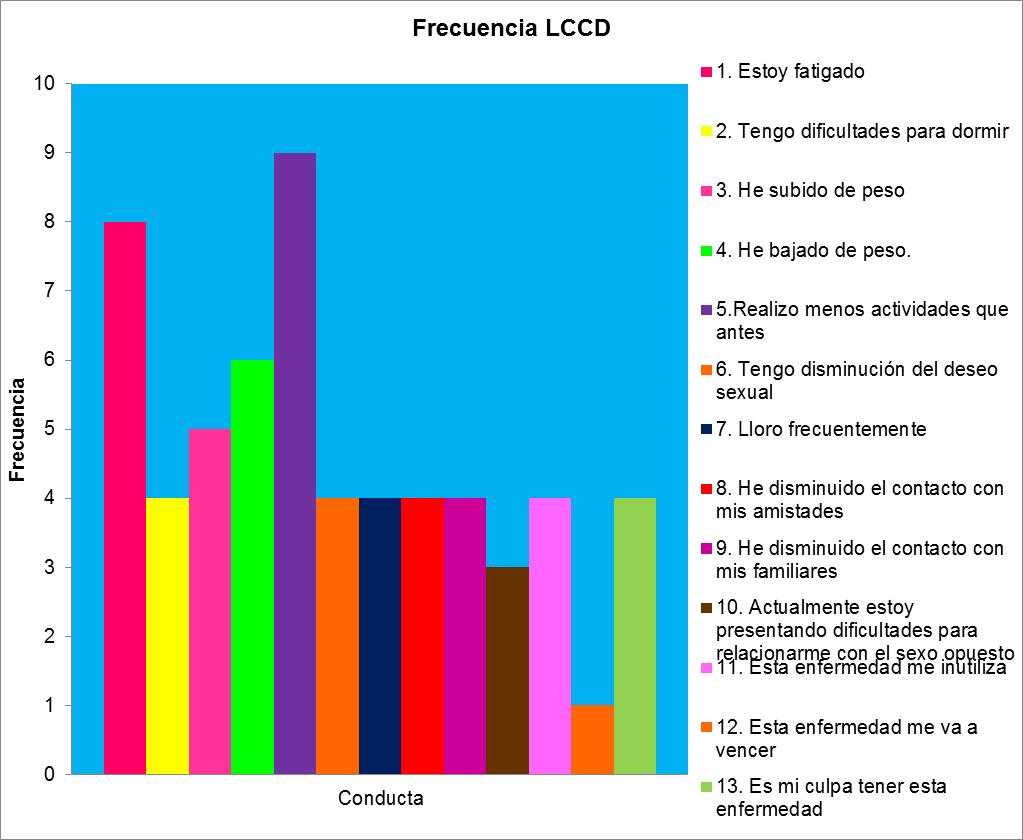 Frecuencia LCCD
10
9
8
7
6
5
4
3
2
1
0
Frecuencia
Conducta
1. Estoy fatigado
2. Tengo dificultades para dormir
3. He subido de peso
4. He bajado de peso.
5.Realizo menos actividades que
antes
6. Tengo disminución del deseo
sexual
7. Lloro frecuentemente
8. He disminuido el contacto con
mis amistades
9. He disminuido el contacto con
mis familiares
10. Actualmente estoy
presentando dificultades para
relacionarme con el sexo opuesto
11. Esta enfermedad me inutiliza
12. Esta enfermedad me va a
vencer
13. Es mi culpa tener esta
enfermedad